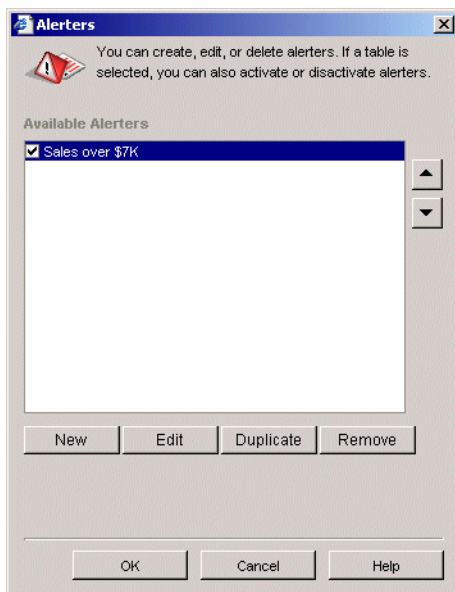 Alerters
You can create, edit, or delete alerters. If a table is
selected, you can also activate or disactivate alerters.
Available Alerters
Sales over $7K
New Edit Duplicate Remove
OK Cancel Help